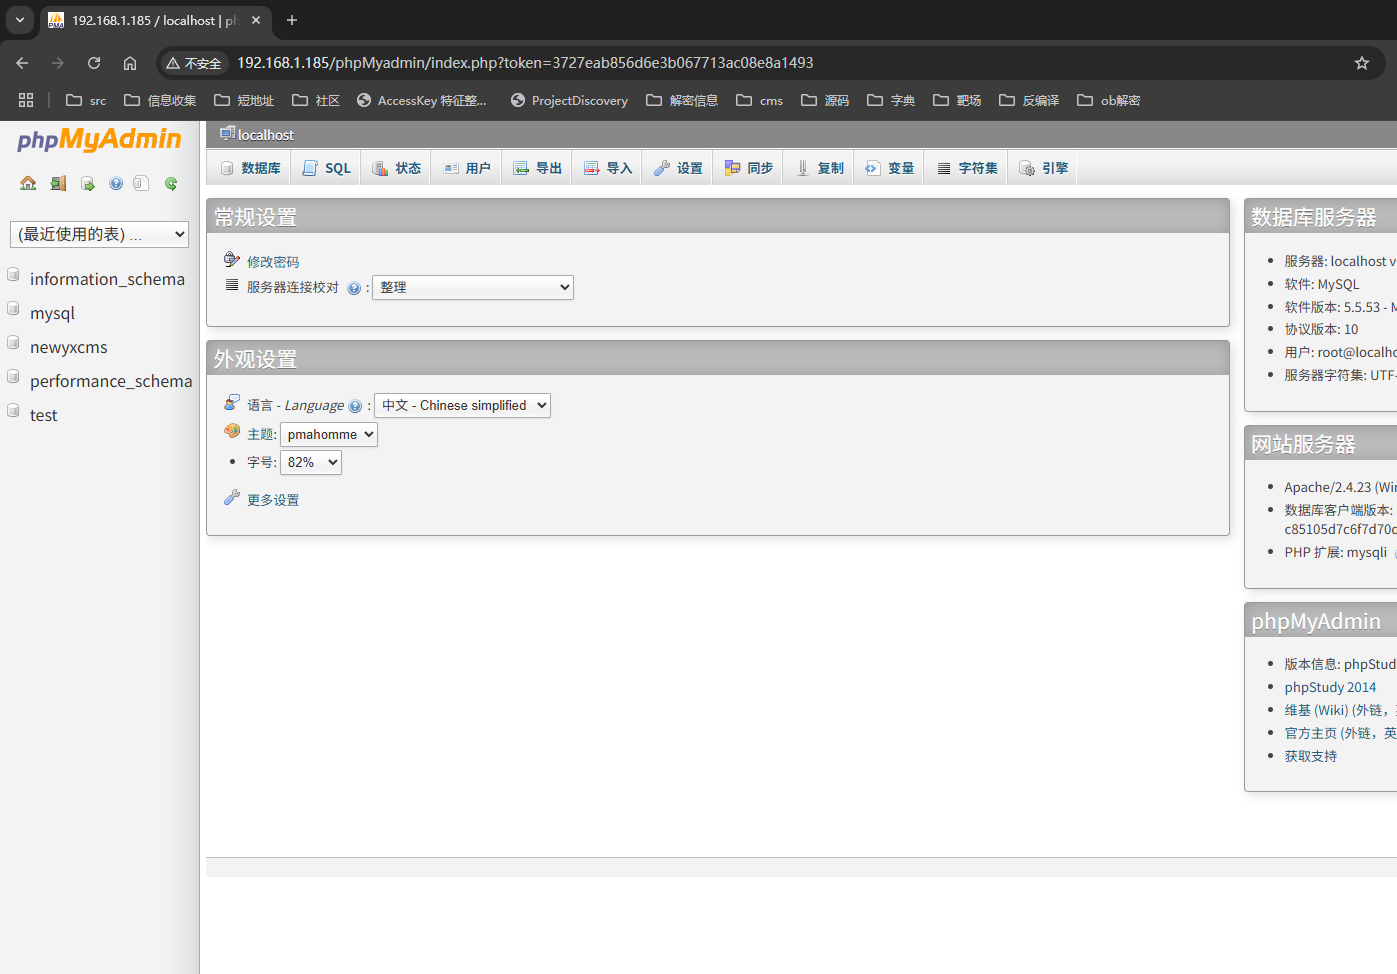 192.168.1.185 / localhost | ph
不安全
192.168.1.185/phpMyadmin/index.php?token=3727eab856d6e3b067713ac08e8a1493
src
信息收集
短地址
社区
AccessKey 特征整...
ProjectDiscovery
解密信息
cms
源码
字典
靶场
反编译
ob解密
phpMyAdmin
(最近使用的表) ...
information_schema
mysql
newyxcms
performance_schema
test
localhost
数据库
SQL
状态
用户
导出
导入
设置
同步
复制
变量
字符集
引擎
常规设置
修改密码
服务器连接校对 : 整理
外观设置
语言 - Language : 中文 - Chinese simplified
主题: pmahomme
字号: 82%
更多设置
数据库服务器
服务器: localhost v
软件: MySQL
软件版本: 5.5.53 - M
协议版本: 10
用户: root@localho
服务器字符集: UTF-
网站服务器
Apache/2.4.23 (Win
数据库客户端版本:
c85105d7c6f7d70c
PHP 扩展: mysqli
phpMyAdmin
版本信息: phpStud
phpStudy 2014
维基 (Wiki) (外链，
官方主页 (外链，英
获取支持